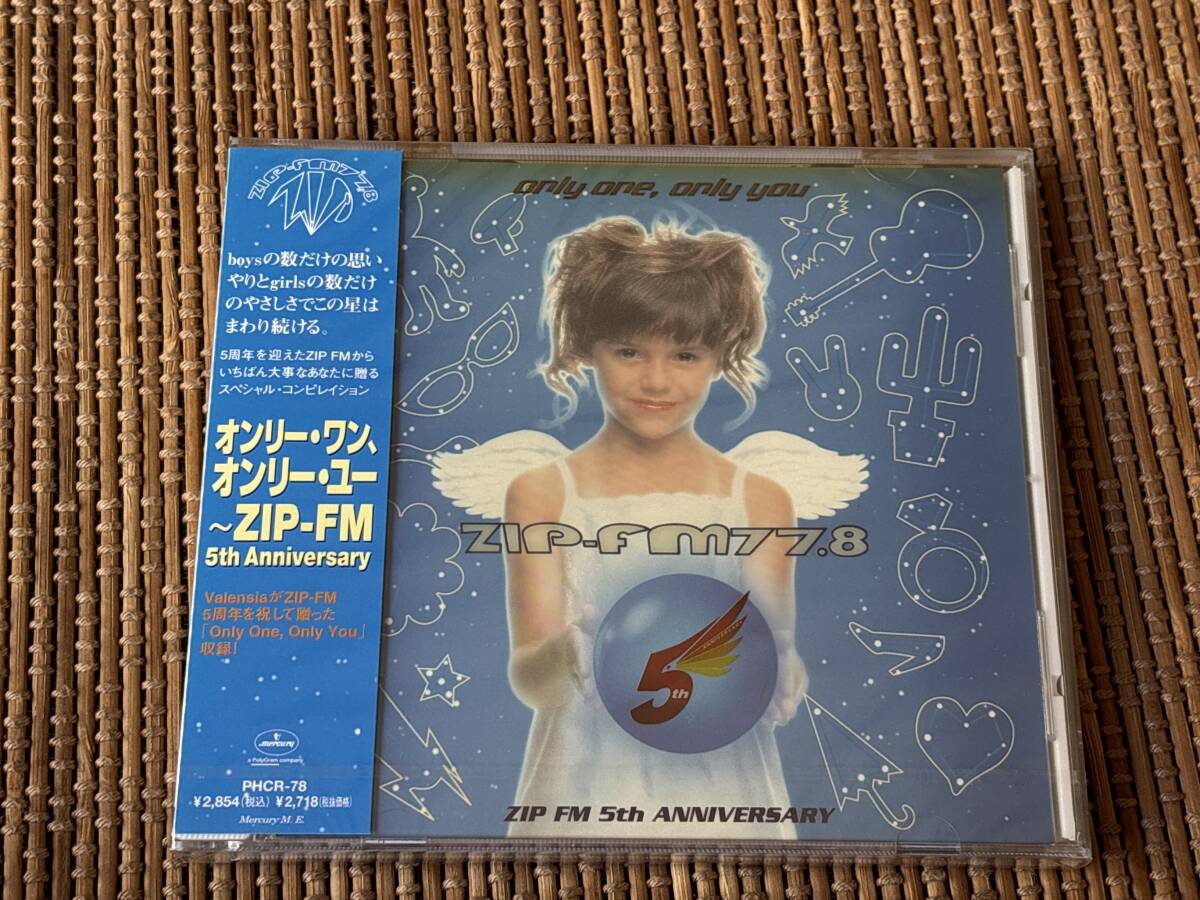 ZIP-FM77.8
ZIP
boysの数だけの思い
やりとgirlsの数だけ
のやさしさでこの星は
まわり続ける。
5周年を迎えたZIP FMから
いちばん大事なあなたに贈る
スペシャル・コンピレイション
オンリー・ワン、
オンリー・ユー
～ZIP-FM
5th Anniversary
ValensiaがZIP-FM
5周年を祝して贈った
「Only One, Only You」
収録!
mercury
a PolyGram company
PHCR-78
¥2,854(税込) ¥2,718(税抜価格)
Mercury M. E.
only one, only you
ZIP-FM77.8
ANNIVERSARY
5th
ZIP FM 5th ANNIVERSARY